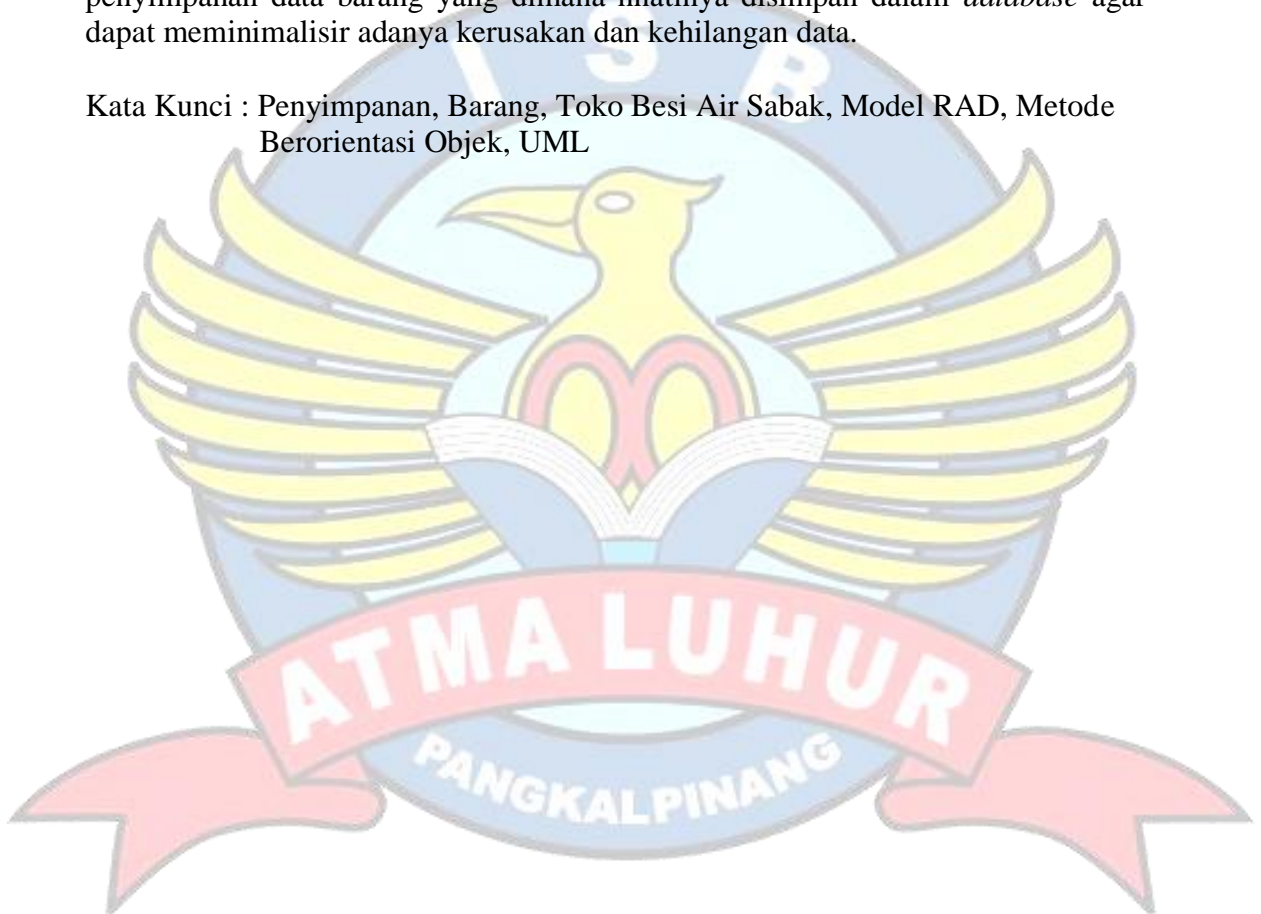 penyimpanan data barang yang dimana
disimpan dalam database agar
dapat meminimalisir adanya kerusakan dan kehilangan data.
Kata Kunci : Penyimpanan, Barang, Toko Besi Air Sabak, Model RAD, Metode
Berorientasi Objek, UML
I S B
ATMA LUHUR
PANGKALPINANG